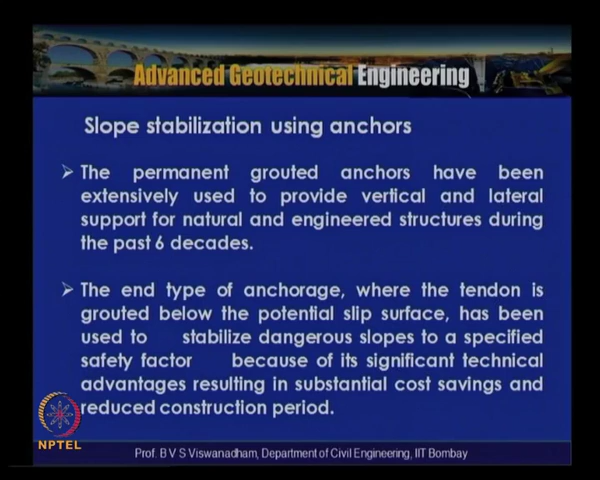 Advanced Geotechnical Engineering
Slope stabilization using anchors
➢ The permanent grouted anchors have been
extensively used to provide vertical and lateral
support for natural and engineered structures during
the past 6 decades.
➢ The end type of anchorage, where the tendon is
grouted below the potential slip surface, has been
used to stabilize dangerous slopes to a specified
safety factor because of its significant technical
advantages resulting in substantial cost savings and
reduced construction period.
NPTEL
Prof. B V S Viswanadham, Department of Civil Engineering, IIT Bombay